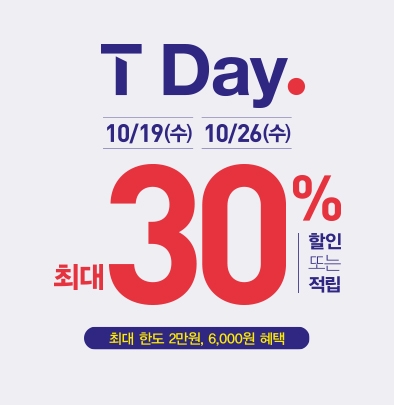 T Day.
10/19(수) 10/26(수)
최대 30%
할인
또는
적립
최대 한도 2만원, 6,000원 혜택